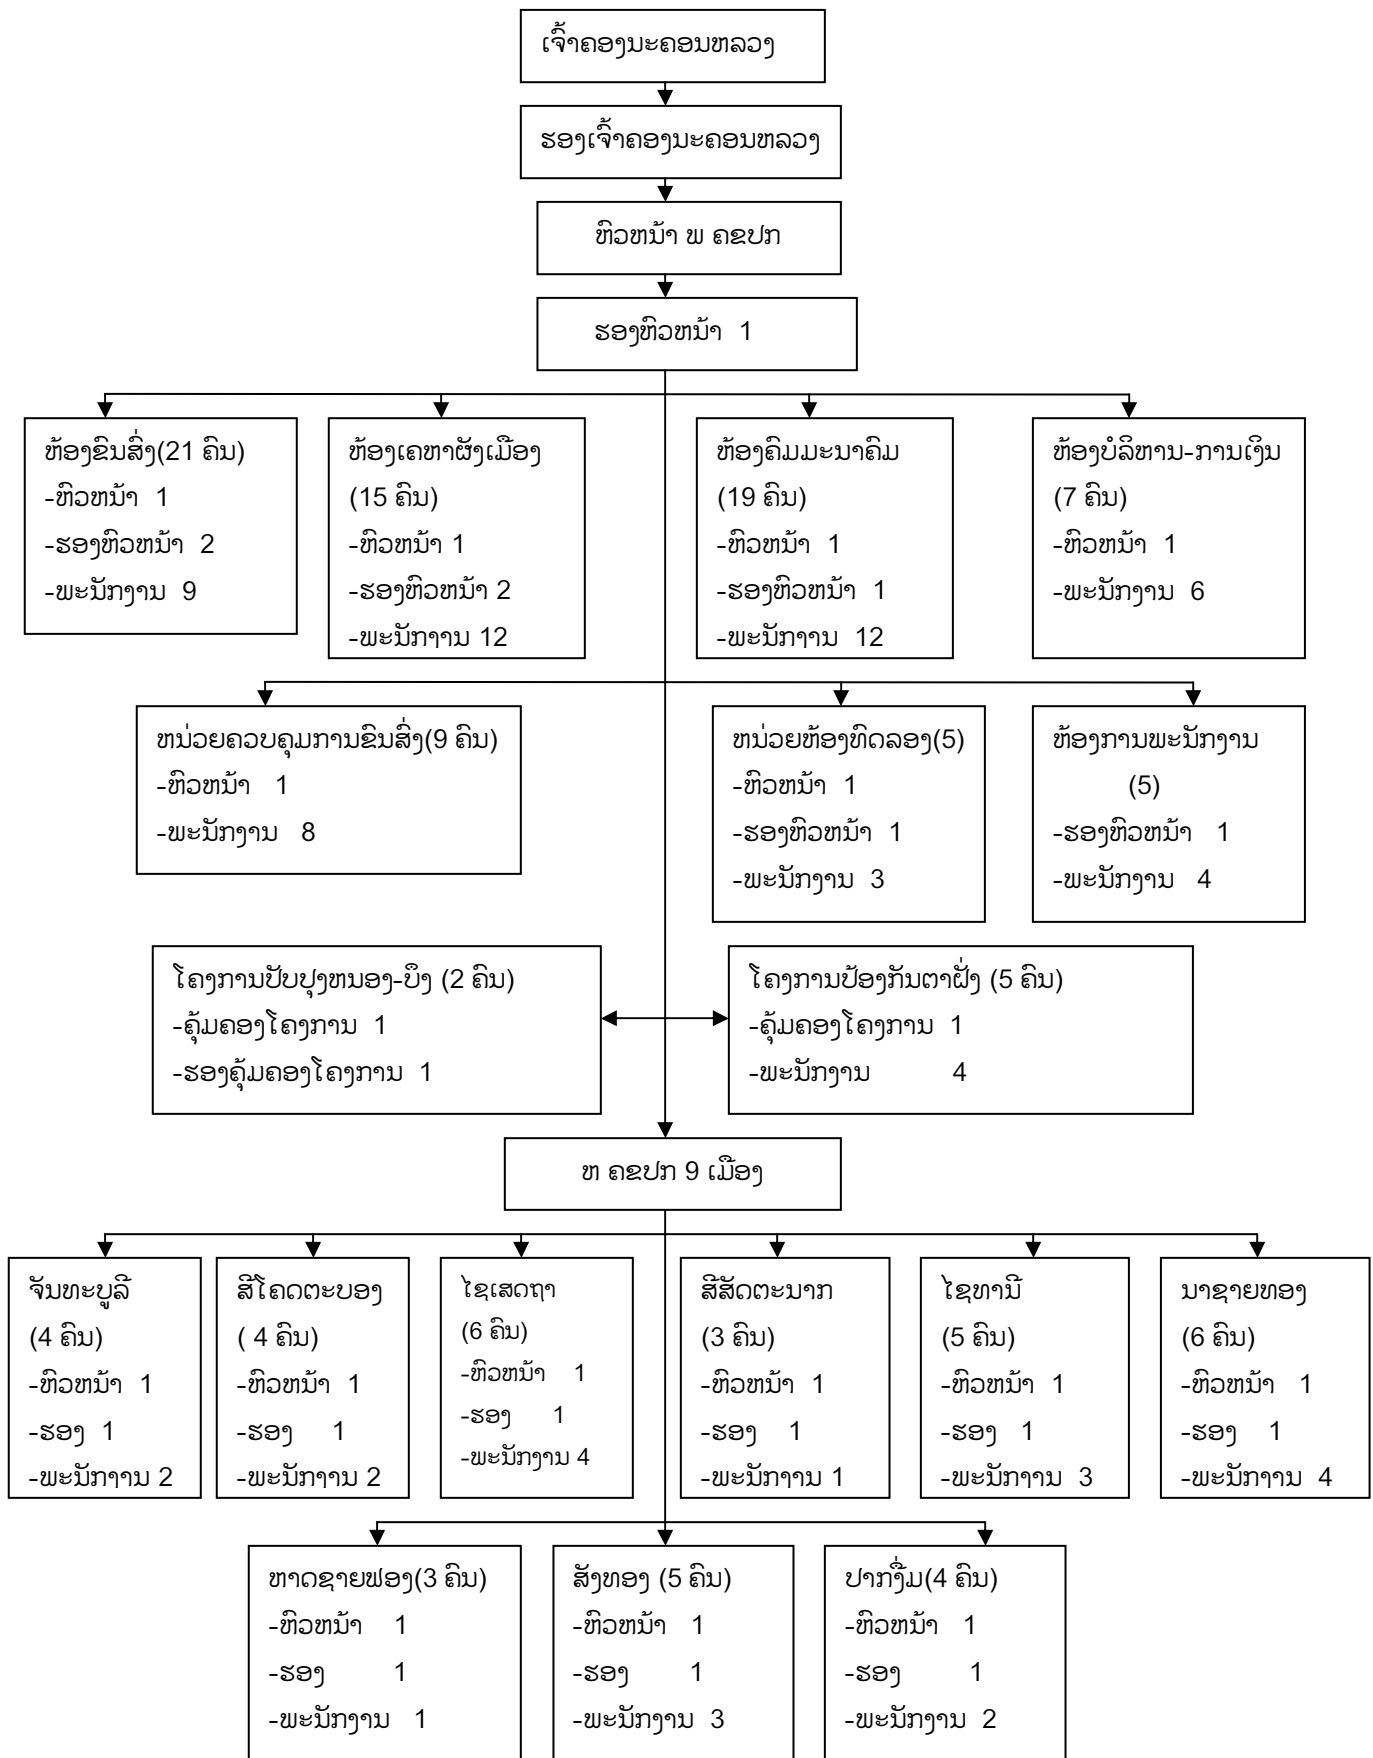 ເຈົ້າຄອງນະຄອນຫລວງ
ຮອງເຈົ້າຄອງນະຄອນຫລວງ
ຫົວຫນ້າ ພ ຄຂປກ
ຮອງຫົວຫນ້າ 1
ຫ້ອງຂົນສົ່ງ(21 ຄົນ)
-ຫົວຫນ້າ 1
-ຮອງຫົວຫນ້າ 2
-ພະນັກງານ 9
ຫ້ອງເຄຫາຜັງເມືອງ
(15 ຄົນ)
-ຫົວຫນ້າ 1
-ຮອງຫົວຫນ້າ 2
-ພະນັກາານ 12
ຫ້ອງຄົມມະນາຄົມ
(19 ຄົນ)
-ຫົວຫນ້າ 1
-ຮອງຫົວຫນ້າ 1
-ພະນັກາານ 12
ຫ້ອງບໍລິຫານ-ການເງິນ
(7 ຄົນ)
-ຫົວຫນ້າ 1
-ພະນັກງານ 6
ຫນ່ວຍຄວບຄຸມການຂົນສົ່ງ(9 ຄົນ)
-ຫົວຫນ້າ 1
-ພະນັກງານ 8
ຫນ່ວຍຫ້ອງທົດລອງ(5)
-ຫົວຫນ້າ 1
-ຮອງຫົວຫນ້າ 1
-ພະນັກງານ 3
ຫ້ອງການພະນັກງານ
(5)
-ຮອງຫົວຫນ້າ 1
-ພະນັກງານ 4
ໂຄງການປັບປຸງຫນອງ-ບຶງ (2 ຄົນ)
-ຄຸ້ມຄອງໂຄງການ 1
-ຮອງຄຸ້ມຄອງໂຄງການ 1
ໂຄງການປ້ອງກັນຕາຝັ່ງ (5 ຄົນ)
-ຄຸ້ມຄອງໂຄງການ 1
-ພະນັກງານ 4
ຫ ຄຂປກ 9 ເມືອງ
ຈັນທະບູລີ
(4 ຄົນ)
-ຫົວຫນ້າ 1
-ຮອງ 1
-ພະນັກາານ 2
ສີໂຄດຕະບອງ
( 4 ຄົນ)
-ຫົວຫນ້າ 1
-ຮອງ 1
-ພະນັກາານ 2
ໄຊເສດຖາ
(6 ຄົນ)
-ຫົວຫນ້າ 1
-ຮອງ 1
-ພະນັກງານ 4
ສີສັດຕະນາກ
(3 ຄົນ)
-ຫົວຫນ້າ 1
-ຮອງ 1
-ພະນັກາານ 1
ໄຊທານີ
(5 ຄົນ)
-ຫົວຫນ້າ 1
-ຮອງ 1
-ພະນັກາານ 3
ນາຊາຍທອງ
(6 ຄົນ)
-ຫົວຫນ້າ 1
-ຮອງ 1
-ພະນັກາານ 4
ຫາດຊາຍຟອງ(3 ຄົນ)
-ຫົວຫນ້າ 1
-ຮອງ 1
-ພະນັກງານ 1
ສັງທອງ (5 ຄົນ)
-ຫົວຫນ້າ 1
-ຮອງ 1
-ພະນັກງານ 3
ປາກງື່ມ(4 ຄົນ)
-ຫົວຫນ້າ 1
-ຮອງ 1
-ພະນັກງານ 2